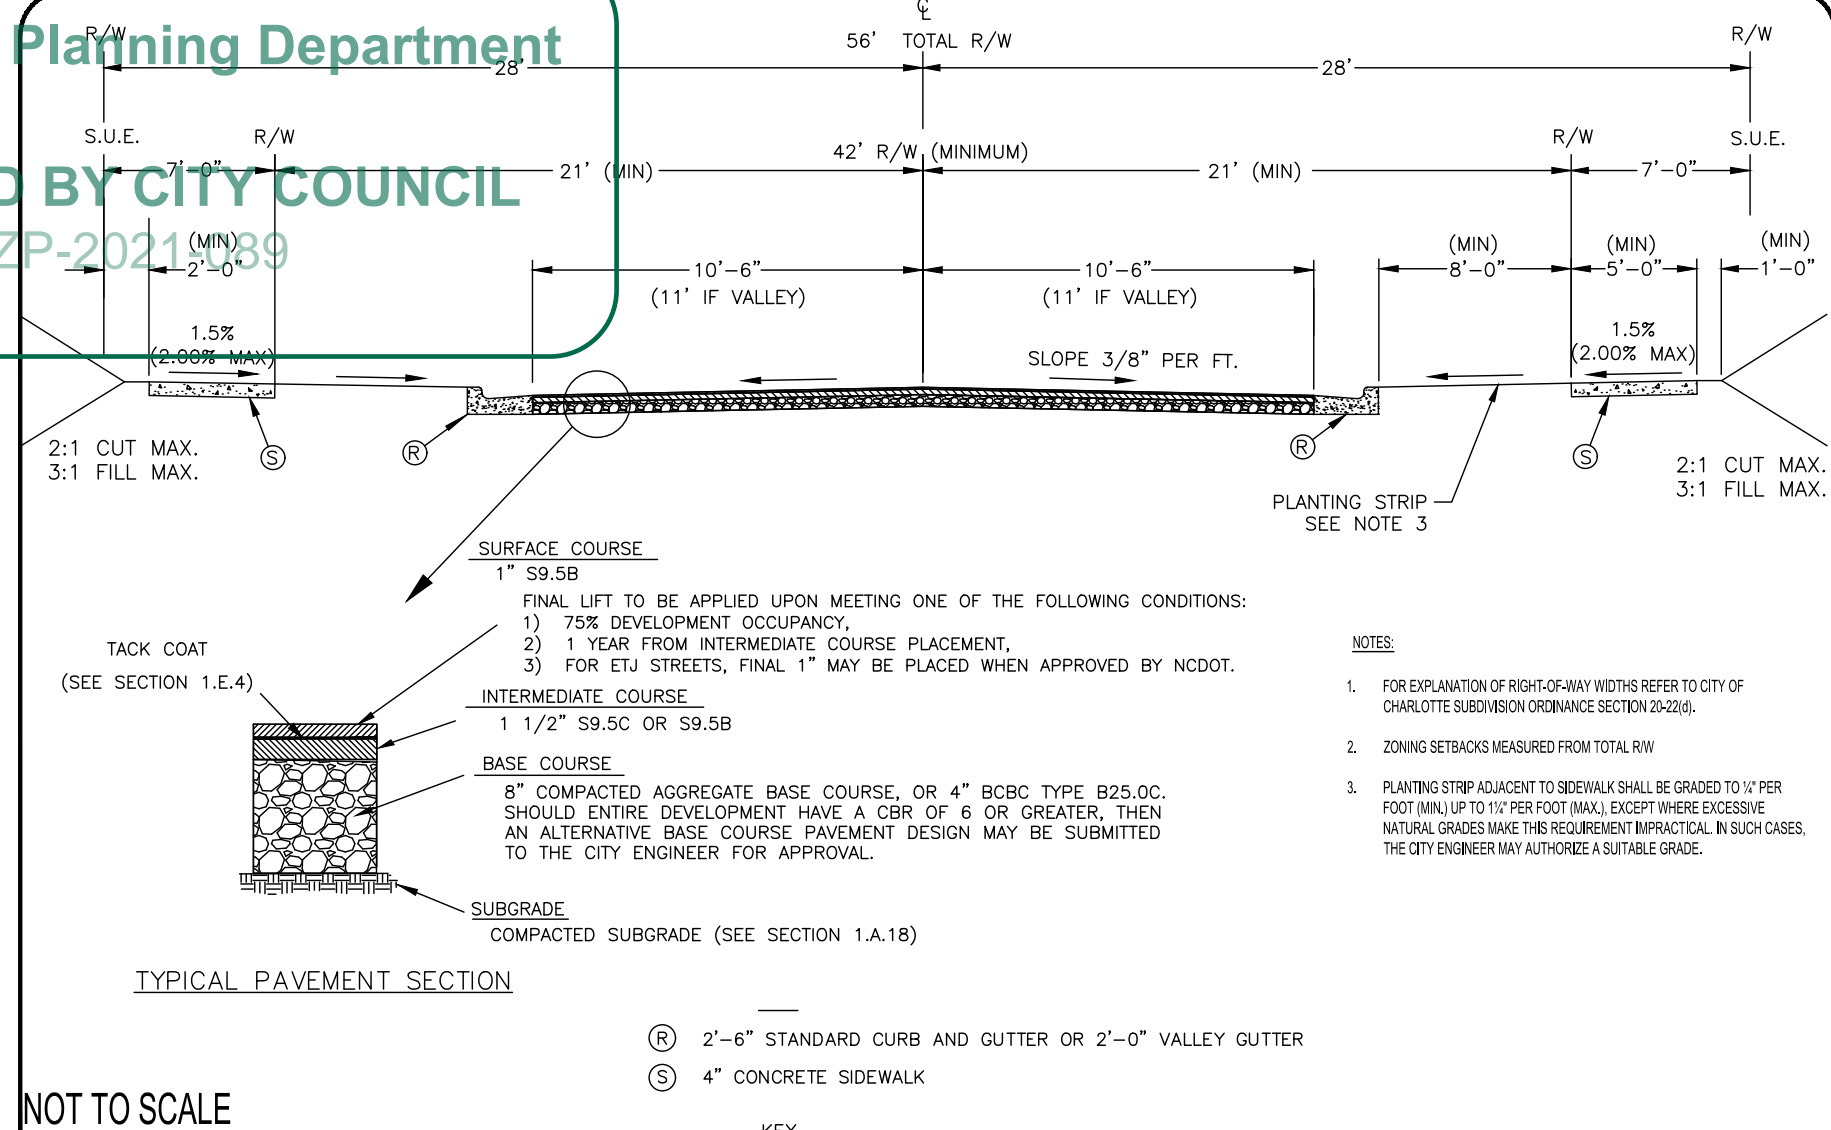 Planning Department
D BY CITY COUNCIL
ZP-2021-089
℄
R/W
56' TOTAL R/W
R/W
28'
28'
S.U.E.
R/W
42' R/W (MINIMUM)
R/W
S.U.E.
7'-0"
21' (MIN)
21' (MIN)
7'-0"
(MIN)
2'-0"
10'-6"
(11' IF VALLEY)
10'-6"
(11' IF VALLEY)
(MIN)
8'-0"
(MIN)
5'-0"
(MIN)
1'-0"
1.5%
(2.00% MAX)
SLOPE 3/8" PER FT.
1.5%
(2.00% MAX)
2:1 CUT MAX.
3:1 FILL MAX.
S
R
R
S
2:1 CUT MAX.
3:1 FILL MAX.
PLANTING STRIP
SEE NOTE 3
SURFACE COURSE
1" S9.5B
FINAL LIFT TO BE APPLIED UPON MEETING ONE OF THE FOLLOWING CONDITIONS:
1) 75% DEVELOPMENT OCCUPANCY,
2) 1 YEAR FROM INTERMEDIATE COURSE PLACEMENT,
3) FOR ETJ STREETS, FINAL 1" MAY BE PLACED WHEN APPROVED BY NCDOT.
TACK COAT
(SEE SECTION 1.E.4)
INTERMEDIATE COURSE
1 1/2" S9.5C OR S9.5B
BASE COURSE
8" COMPACTED AGGREGATE BASE COURSE, OR 4" BCBC TYPE B25.0C.
SHOULD ENTIRE DEVELOPMENT HAVE A CBR OF 6 OR GREATER, THEN
AN ALTERNATIVE BASE COURSE PAVEMENT DESIGN MAY BE SUBMITTED
TO THE CITY ENGINEER FOR APPROVAL.
SUBGRADE
COMPACTED SUBGRADE (SEE SECTION 1.A.18)
TYPICAL PAVEMENT SECTION
NOTES:
1. FOR EXPLANATION OF RIGHT-OF-WAY WIDTHS REFER TO CITY OF
CHARLOTTE SUBDIVISION ORDINANCE SECTION 20-22(d).
2. ZONING SETBACKS MEASURED FROM TOTAL R/W
3. PLANTING STRIP ADJACENT TO SIDEWALK SHALL BE GRADED TO ¼" PER
FOOT (MIN.) UP TO 1¼" PER FOOT (MAX.), EXCEPT WHERE EXCESSIVE
NATURAL GRADES MAKE THIS REQUIREMENT IMPRACTICAL. IN SUCH CASES,
THE CITY ENGINEER MAY AUTHORIZE A SUITABLE GRADE.
R 2'-6" STANDARD CURB AND GUTTER OR 2'-0" VALLEY GUTTER
S 4" CONCRETE SIDEWALK
NOT TO SCALE
KEY